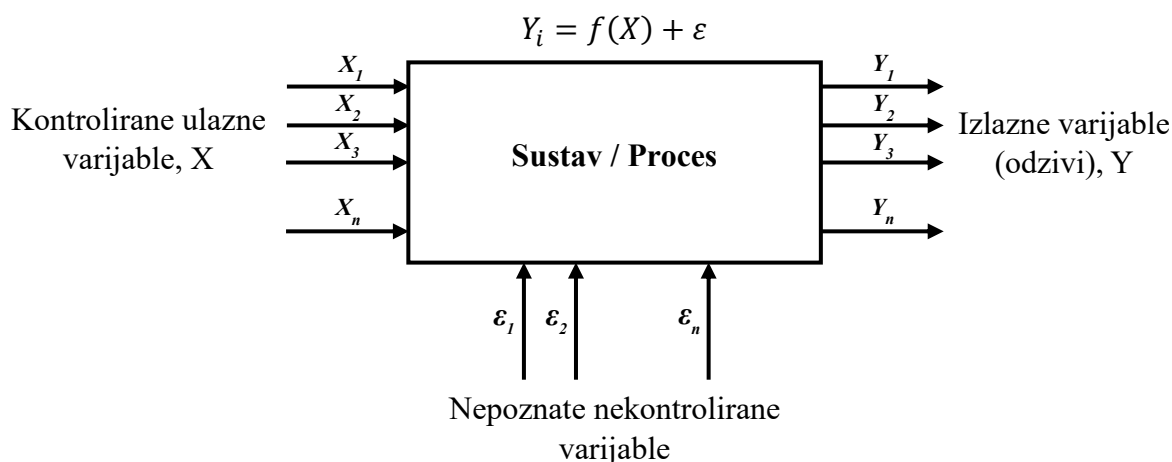 Yᵢ = f(X) + ε
X₁
X₂
X₃
Xₙ
Kontrolirane ulazne
varijable, X
Sustav / Proces
Y₁
Y₂
Y₃
Yₙ
Izlazne varijable
(odzivi), Y
ε₁
ε₂
εₙ
Nepoznate nekontrolirane
varijable